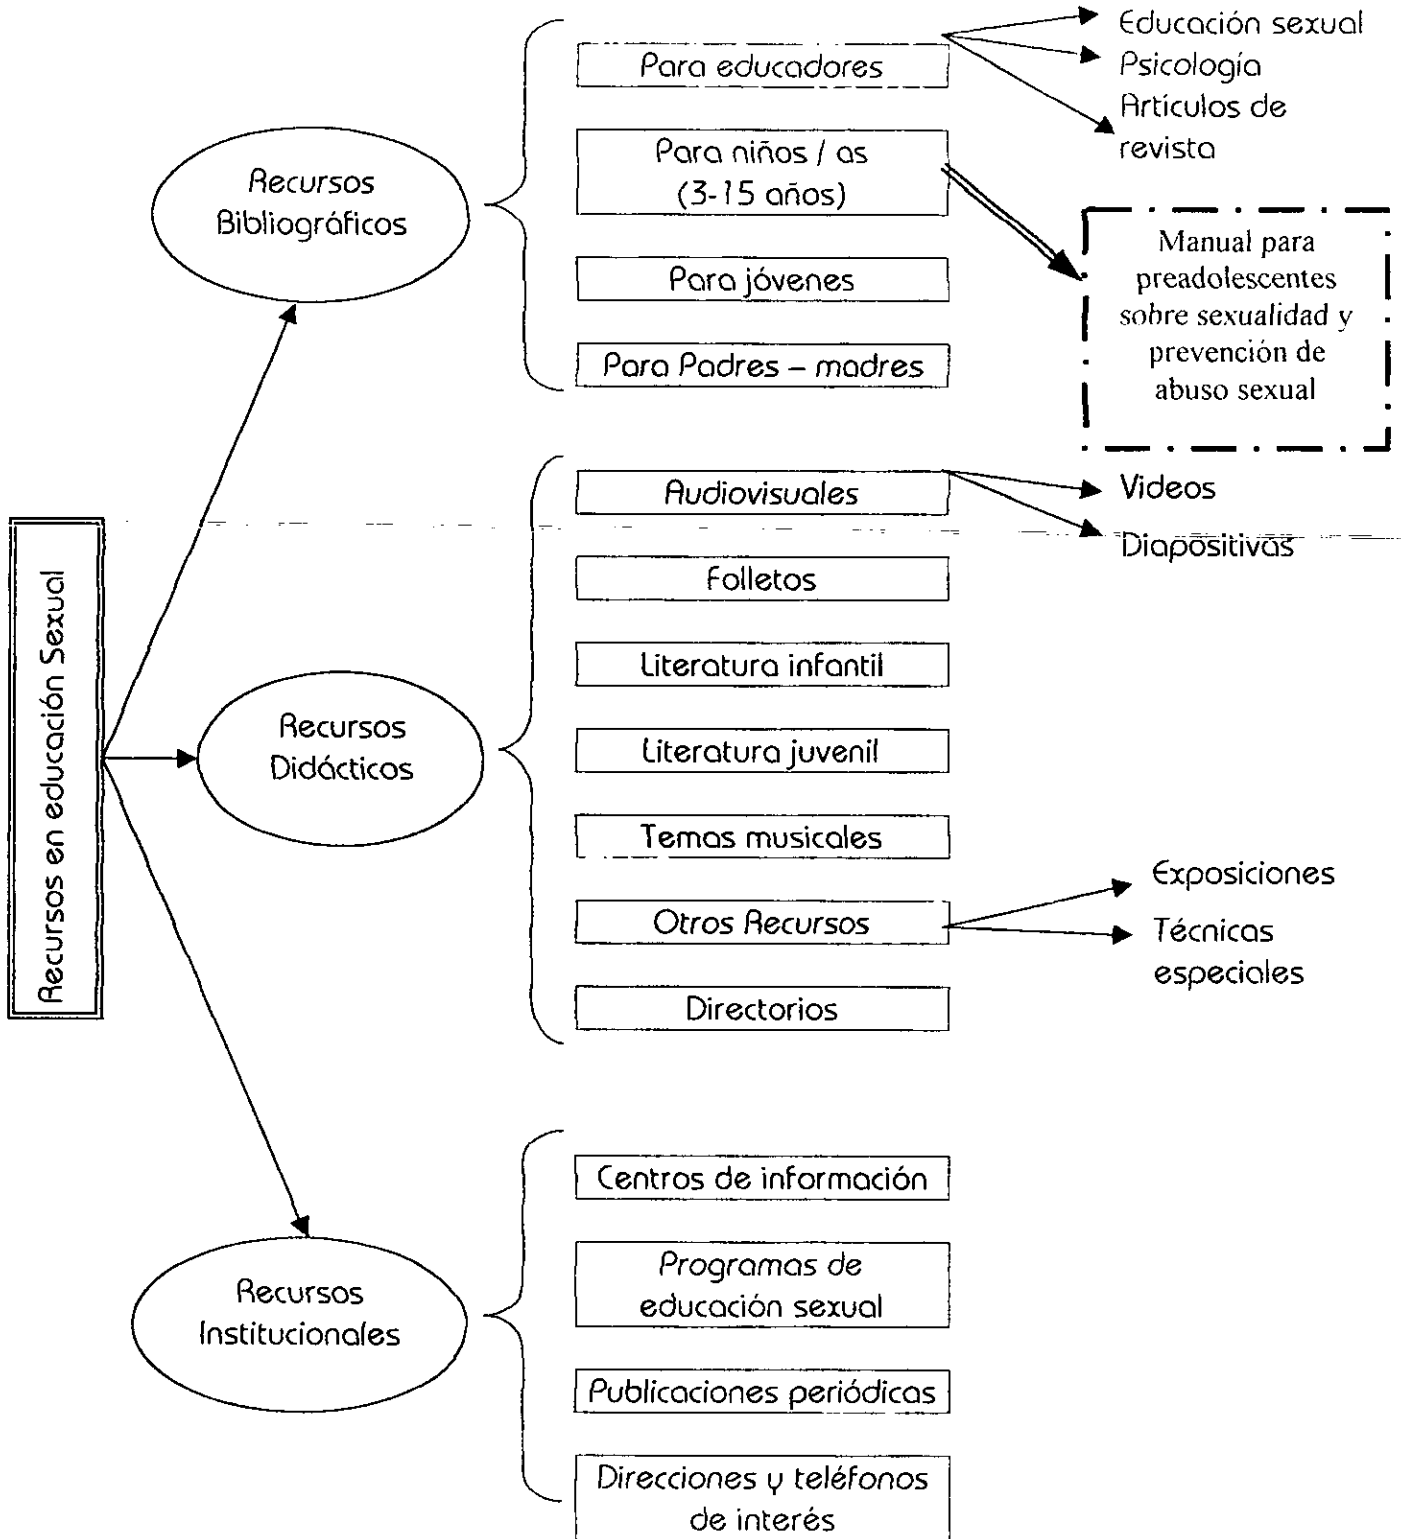 Recursos en educación Sexual
Recursos
Bibliográficos
Para educadores
Educación sexual
Psicología
Artículos de
revista
Para niños / as
(3-15 años)
Manual para
preadolescentes
sobre sexualidad y
prevención de
abuso sexual
Para jóvenes
Para Padres – madres
Recursos
Didácticos
Audiovisuales
Videos
Diapositivas
Folletos
Literatura infantil
Literatura juvenil
Temas musicales
Otros Recursos
Exposiciones
Técnicas
especiales
Directorios
Recursos
Institucionales
Centros de información
Programas de
educación sexual
Publicaciones periódicas
Direcciones y teléfonos
de interés